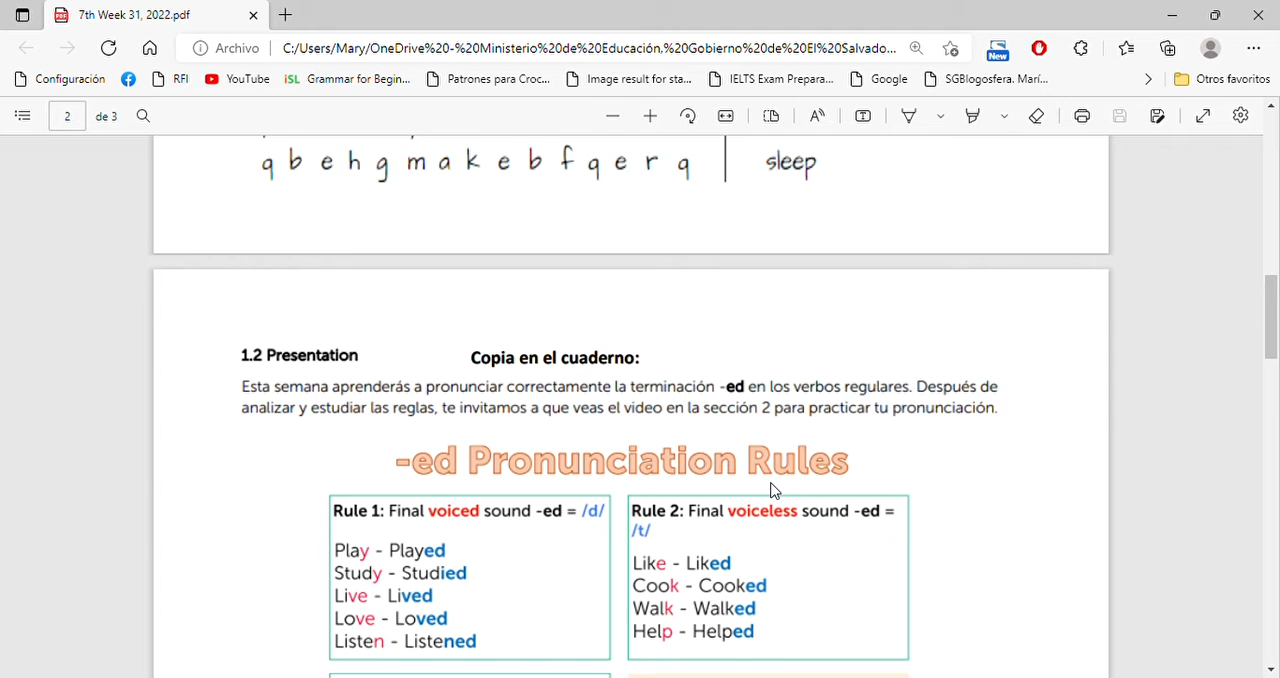 7th Week 31, 2022.pdf
Archivo
C:/Users/Mary/OneDrive%20-%20Ministerio%20de%20Educación,%20Gobierno%20de%20El%20Salvado...
New
Configuración
RFI
YouTube
iSL Grammar for Begin...
Patrones para Croc...
Image result for sta...
IELTS Exam Prepara...
Google
SGBlogosfera. Marí...
Otros favoritos
2 de 3
q b e h g m a k e b f q e r q
sleep
1.2 Presentation
Copia en el cuaderno:
Esta semana aprenderás a pronunciar correctamente la terminación -ed en los verbos regulares. Después de
analizar y estudiar las reglas, te invitamos a que veas el video en la sección 2 para practicar tu pronunciación.
-ed Pronunciation Rules
Rule 1: Final voiced sound -ed = /d/
Play - Played
Study - Studied
Live - Lived
Love - Loved
Listen - Listened
Rule 2: Final voiceless sound -ed =
/t/
Like - Liked
Cook - Cooked
Walk - Walked
Help - Helped